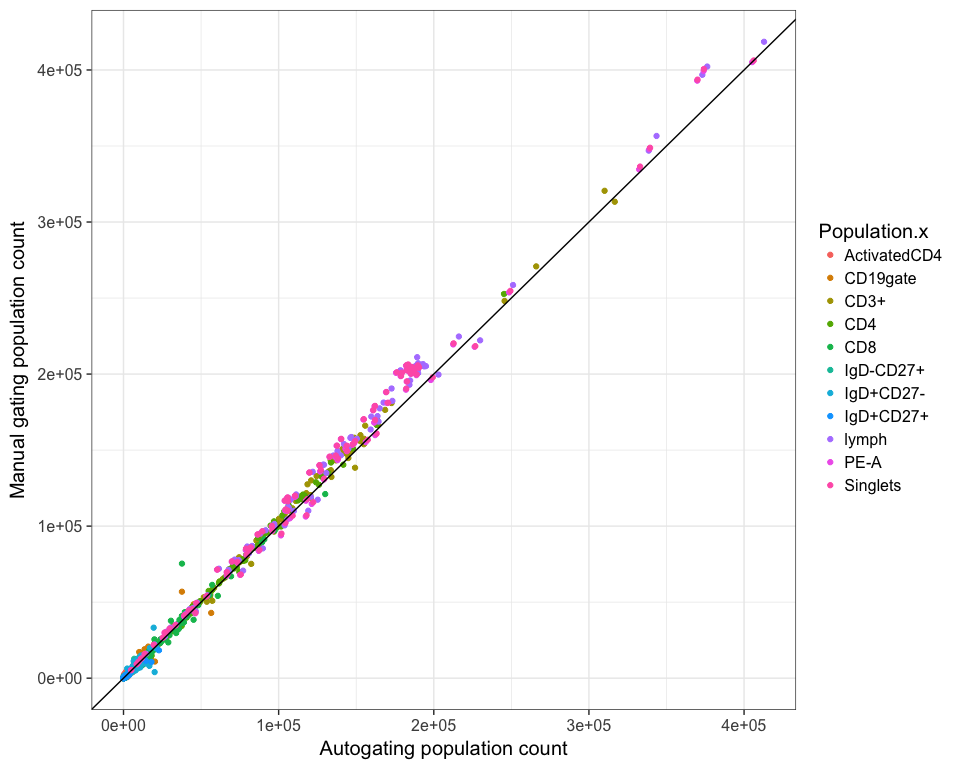 4e+05
3e+05
2e+05
1e+05
0e+00
Manual gating population count
0e+00 1e+05 2e+05 3e+05 4e+05
Autogating population count
Population.x
ActivatedCD4
CD19gate
CD3+
CD4
CD8
IgD-CD27+
IgD+CD27-
IgD+CD27+
lymph
PE-A
Singlets